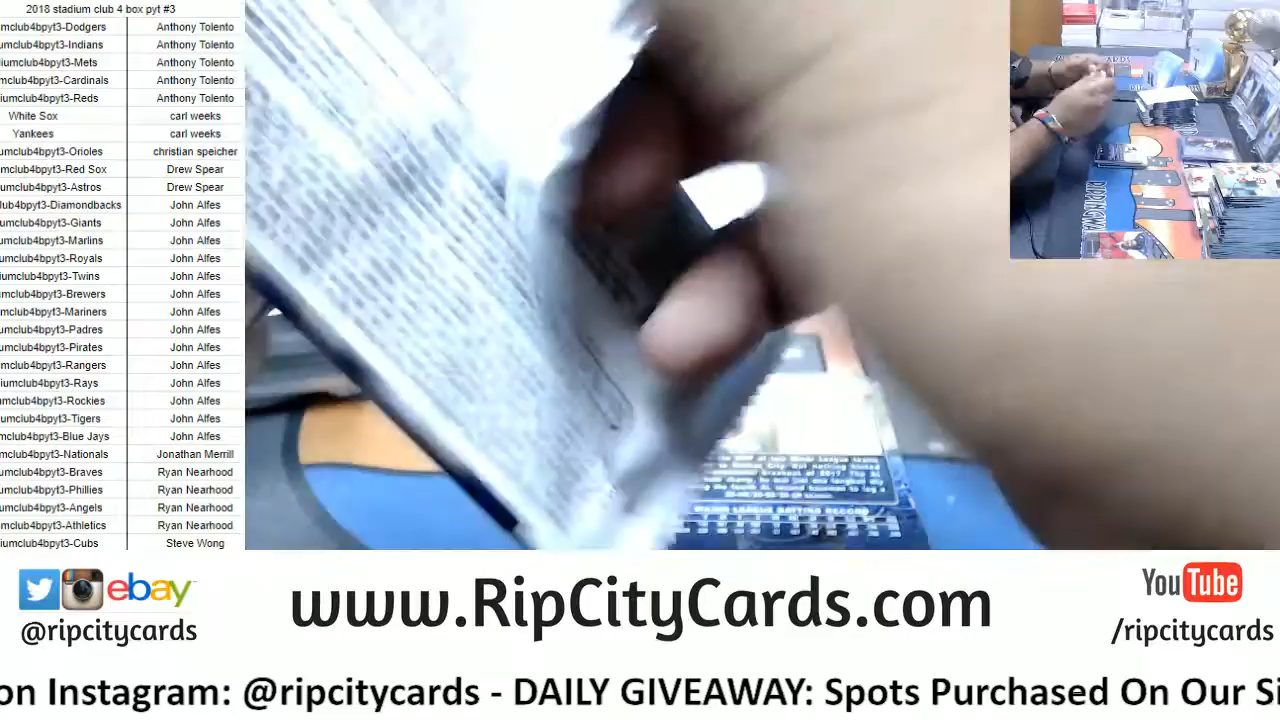 2018 stadium club 4 box pyt #3
mclub4bpyt3-Dodgers Anthony Tolento
umclub4bpyt3-Indians Anthony Tolento
umclub4bpyt3-Mets Anthony Tolento
mclub4bpyt3-Cardinals Anthony Tolento
iumclub4bpyt3-Reds Anthony Tolento
White Sox carl weeks
Yankees carl weeks
umclub4bpyt3-Orioles christian speicher
umclub4bpyt3-Red Sox Drew Spear
umclub4bpyt3-Astros Drew Spear
lub4bpyt3-Diamondbacks John Alfes
umclub4bpyt3-Giants John Alfes
umclub4bpyt3-Marlins John Alfes
umclub4bpyt3-Royals John Alfes
iumclub4bpyt3-Twins John Alfes
mclub4bpyt3-Brewers John Alfes
mclub4bpyt3-Mariners John Alfes
umclub4bpyt3-Padres John Alfes
umclub4bpyt3-Pirates John Alfes
mclub4bpyt3-Rangers John Alfes
iumclub4bpyt3-Rays John Alfes
mclub4bpyt3-Rockies John Alfes
umclub4bpyt3-Tigers John Alfes
mclub4bpyt3-Blue Jays John Alfes
mclub4bpyt3-Nationals Jonathan Merrill
umclub4bpyt3-Braves Ryan Nearhood
umclub4bpyt3-Phillies Ryan Nearhood
umclub4bpyt3-Angels Ryan Nearhood
mclub4bpyt3-Athletics Ryan Nearhood
iumclub4bpyt3-Cubs Steve Wong
MAJOR LEAGUE BATTING RECORD
ebay
@ripcitycards
www.RipCityCards.com
YouTube
/ripcitycards
on Instagram: @ripcitycards - DAILY GIVEAWAY: Spots Purchased On Our Si